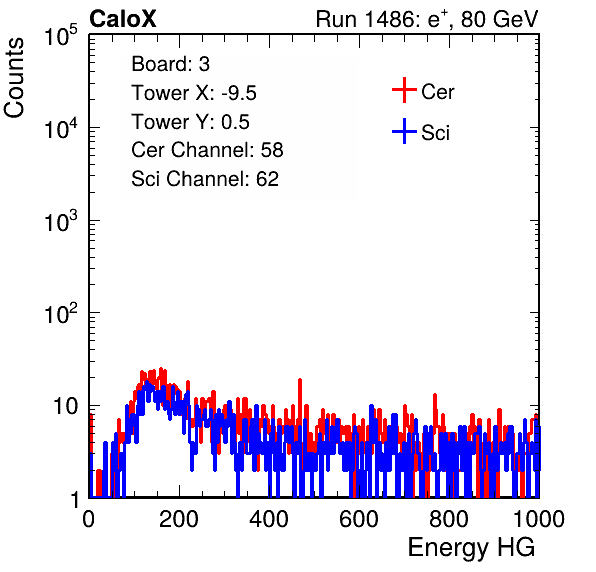 CaloX Run 1486: e⁺, 80 GeV
Counts
Board: 3
Tower X: -9.5
Tower Y: 0.5
Cer Channel: 58
Sci Channel: 62
Cer
Sci
10⁵
10⁴
10³
10²
10
1
0 200 400 600 800 1000
Energy HG